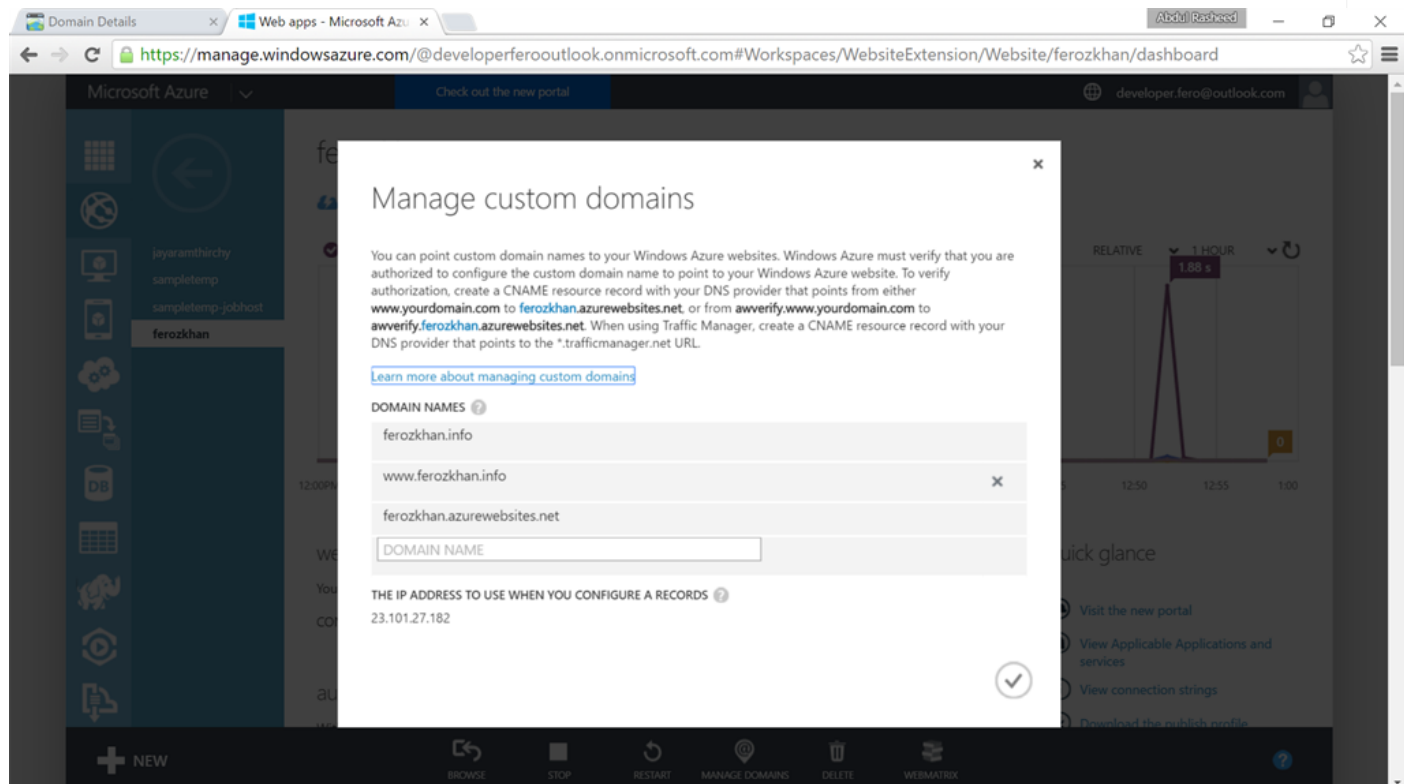 Domain Details
Web apps - Microsoft Azu
Abdul Rasheed
https://manage.windowsazure.com/@developerferooutlook.onmicrosoft.com#Workspaces/WebsiteExtension/Website/ferozkhan/dashboard
Microsoft Azure
Check out the new portal
developer.fero@outlook.com
fe
jayaramthirchy
sampletemp
sampletemp-jobhost
ferozkhan
DB
RELATIVE
1 HOUR
1.88 s
0
12:00PM
12:50
12:55
1:00
Manage custom domains
You can point custom domain names to your Windows Azure websites. Windows Azure must verify that you are
authorized to configure the custom domain name to point to your Windows Azure website. To verify
authorization, create a CNAME resource record with your DNS provider that points from either
www.yourdomain.com to ferozkhan.azurewebsites.net, or from awverify.www.yourdomain.com to
awverify.ferozkhan.azurewebsites.net. When using Traffic Manager, create a CNAME resource record with your
DNS provider that points to the *.trafficmanager.net URL.
Learn more about managing custom domains
DOMAIN NAMES ?
ferozkhan.info
www.ferozkhan.info
ferozkhan.azurewebsites.net
DOMAIN NAME
THE IP ADDRESS TO USE WHEN YOU CONFIGURE A RECORDS ?
23.101.27.182
we
You
co
au
uick glance
Visit the new portal
View Applicable Applications and
services
View connection strings
Download the publish profile
NEW
BROWSE
STOP
RESTART
MANAGE DOMAINS
DELETE
WEBMATRIX
?